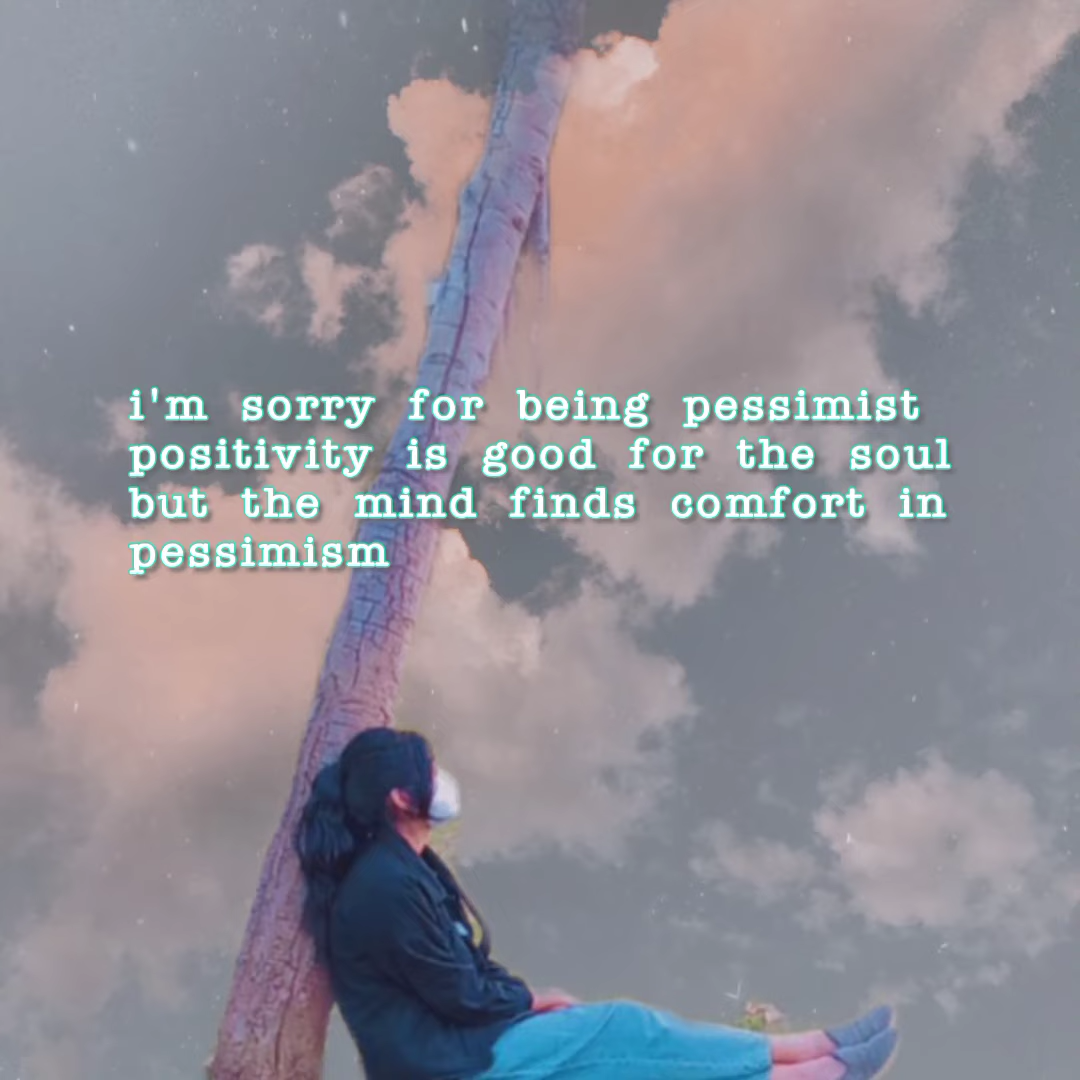 i'm sorry for being pessimist
positivity is good for the soul
but the mind finds comfort in
pessimism